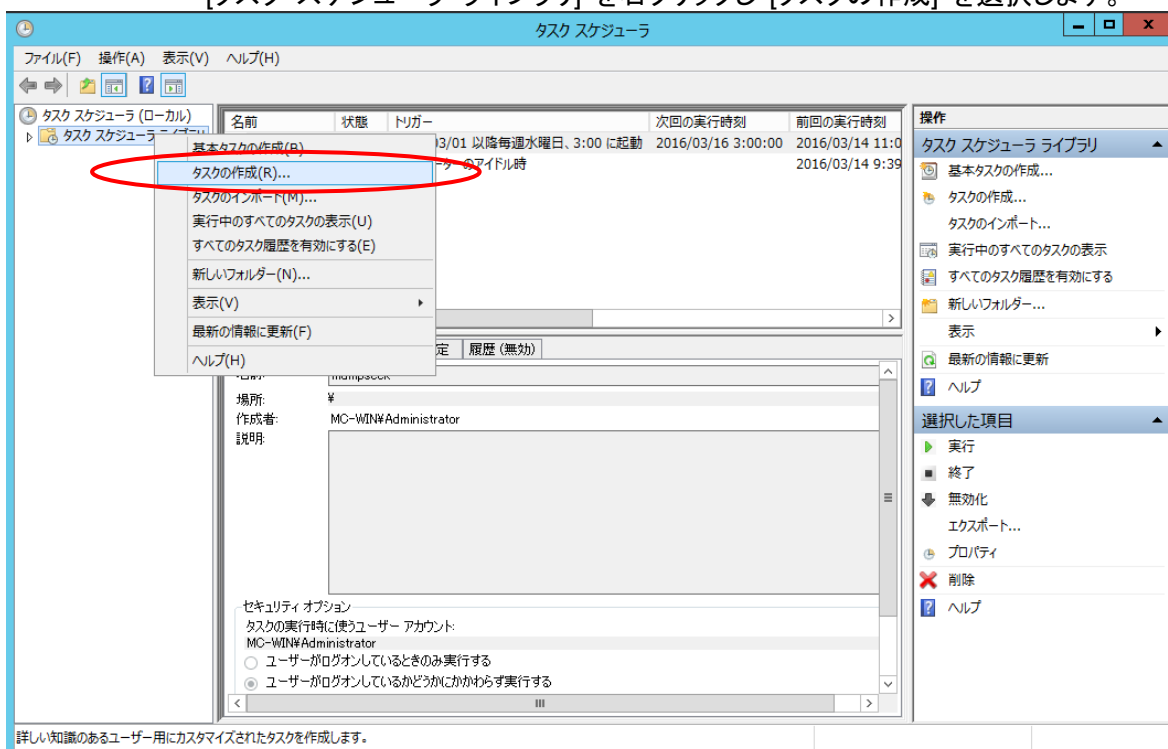 [タスク スケジューラ ライブラリ] を右クリックし [タスクの作成] を選択します。
タスク スケジューラ
ファイル(F) 操作(A) 表示(V) ヘルプ(H)
タスク スケジューラ (ローカル)
タスク スケジューラ ライブラリ
基本タスクの作成(B)...
タスクの作成(R)...
タスクのインポート(M)...
実行中のすべてのタスクの表示(U)
すべてのタスク履歴を有効にする(E)
新しいフォルダー(N)...
表示(V)
最新の情報に更新(F)
ヘルプ(H)
名前 状態 トリガー 次回の実行時刻 前回の実行時刻
03/01 以降毎週水曜日、3:00 に起動 2016/03/16 3:00:00 2016/03/14 11:0
のアイドル時 2016/03/14 9:39
定 履歴 (無効)
場所: ¥
作成者: MC-WIN¥Administrator
説明:
セキュリティ オプション
タスクの実行時に使うユーザー アカウント:
MC-WIN¥Administrator
ユーザーがログオンしているときのみ実行する
ユーザーがログオンしているかどうかにかかわらず実行する
操作
タスク スケジューラ ライブラリ
基本タスクの作成...
タスクの作成...
タスクのインポート...
実行中のすべてのタスクの表示
すべてのタスク履歴を有効にする
新しいフォルダー...
表示
最新の情報に更新
ヘルプ
選択した項目
実行
終了
無効化
エクスポート...
プロパティ
削除
ヘルプ
詳しい知識のあるユーザー用にカスタマイズされたタスクを作成します。